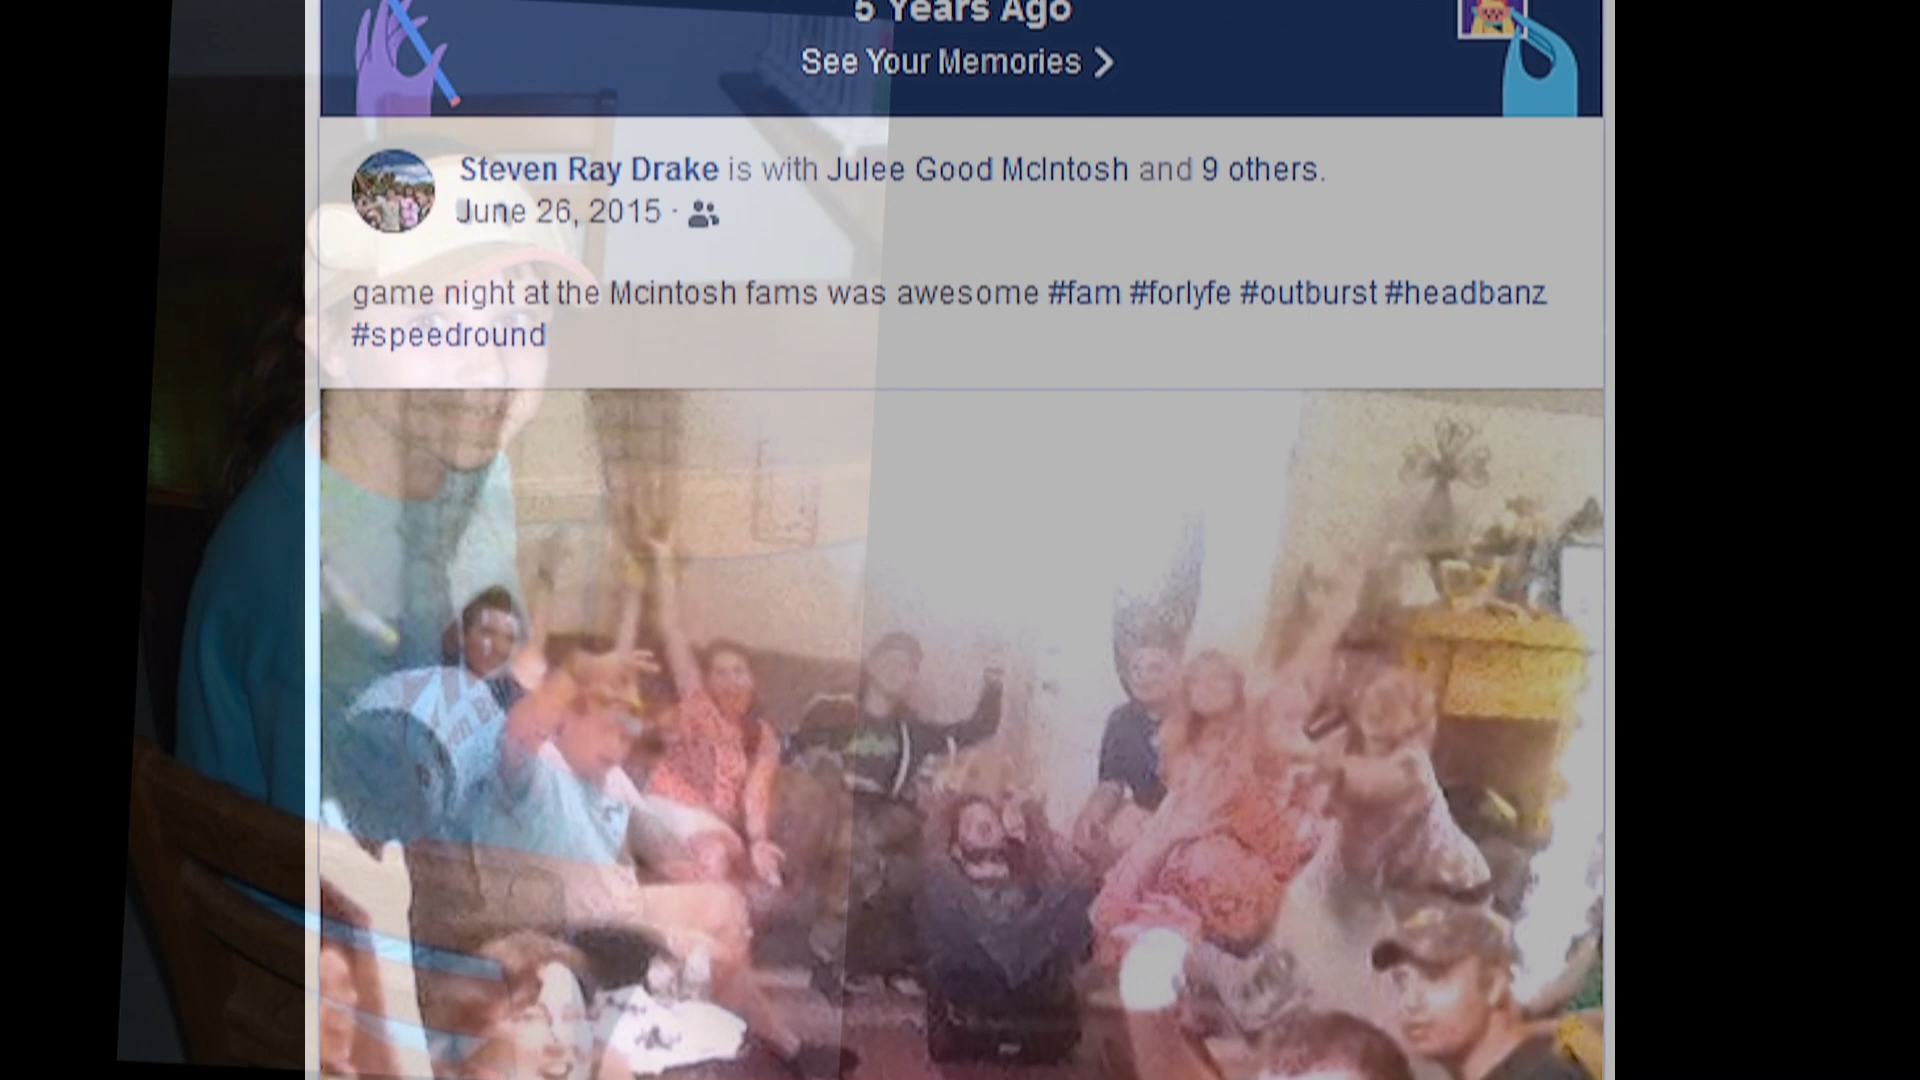 5 Years Ago
See Your Memories
Steven Ray Drake is with Julee Good McIntosh and 9 others.
June 26, 2015 ·
game night at the Mcintosh fams was awesome #fam #forlyfe #outburst #headbanz
#speedround